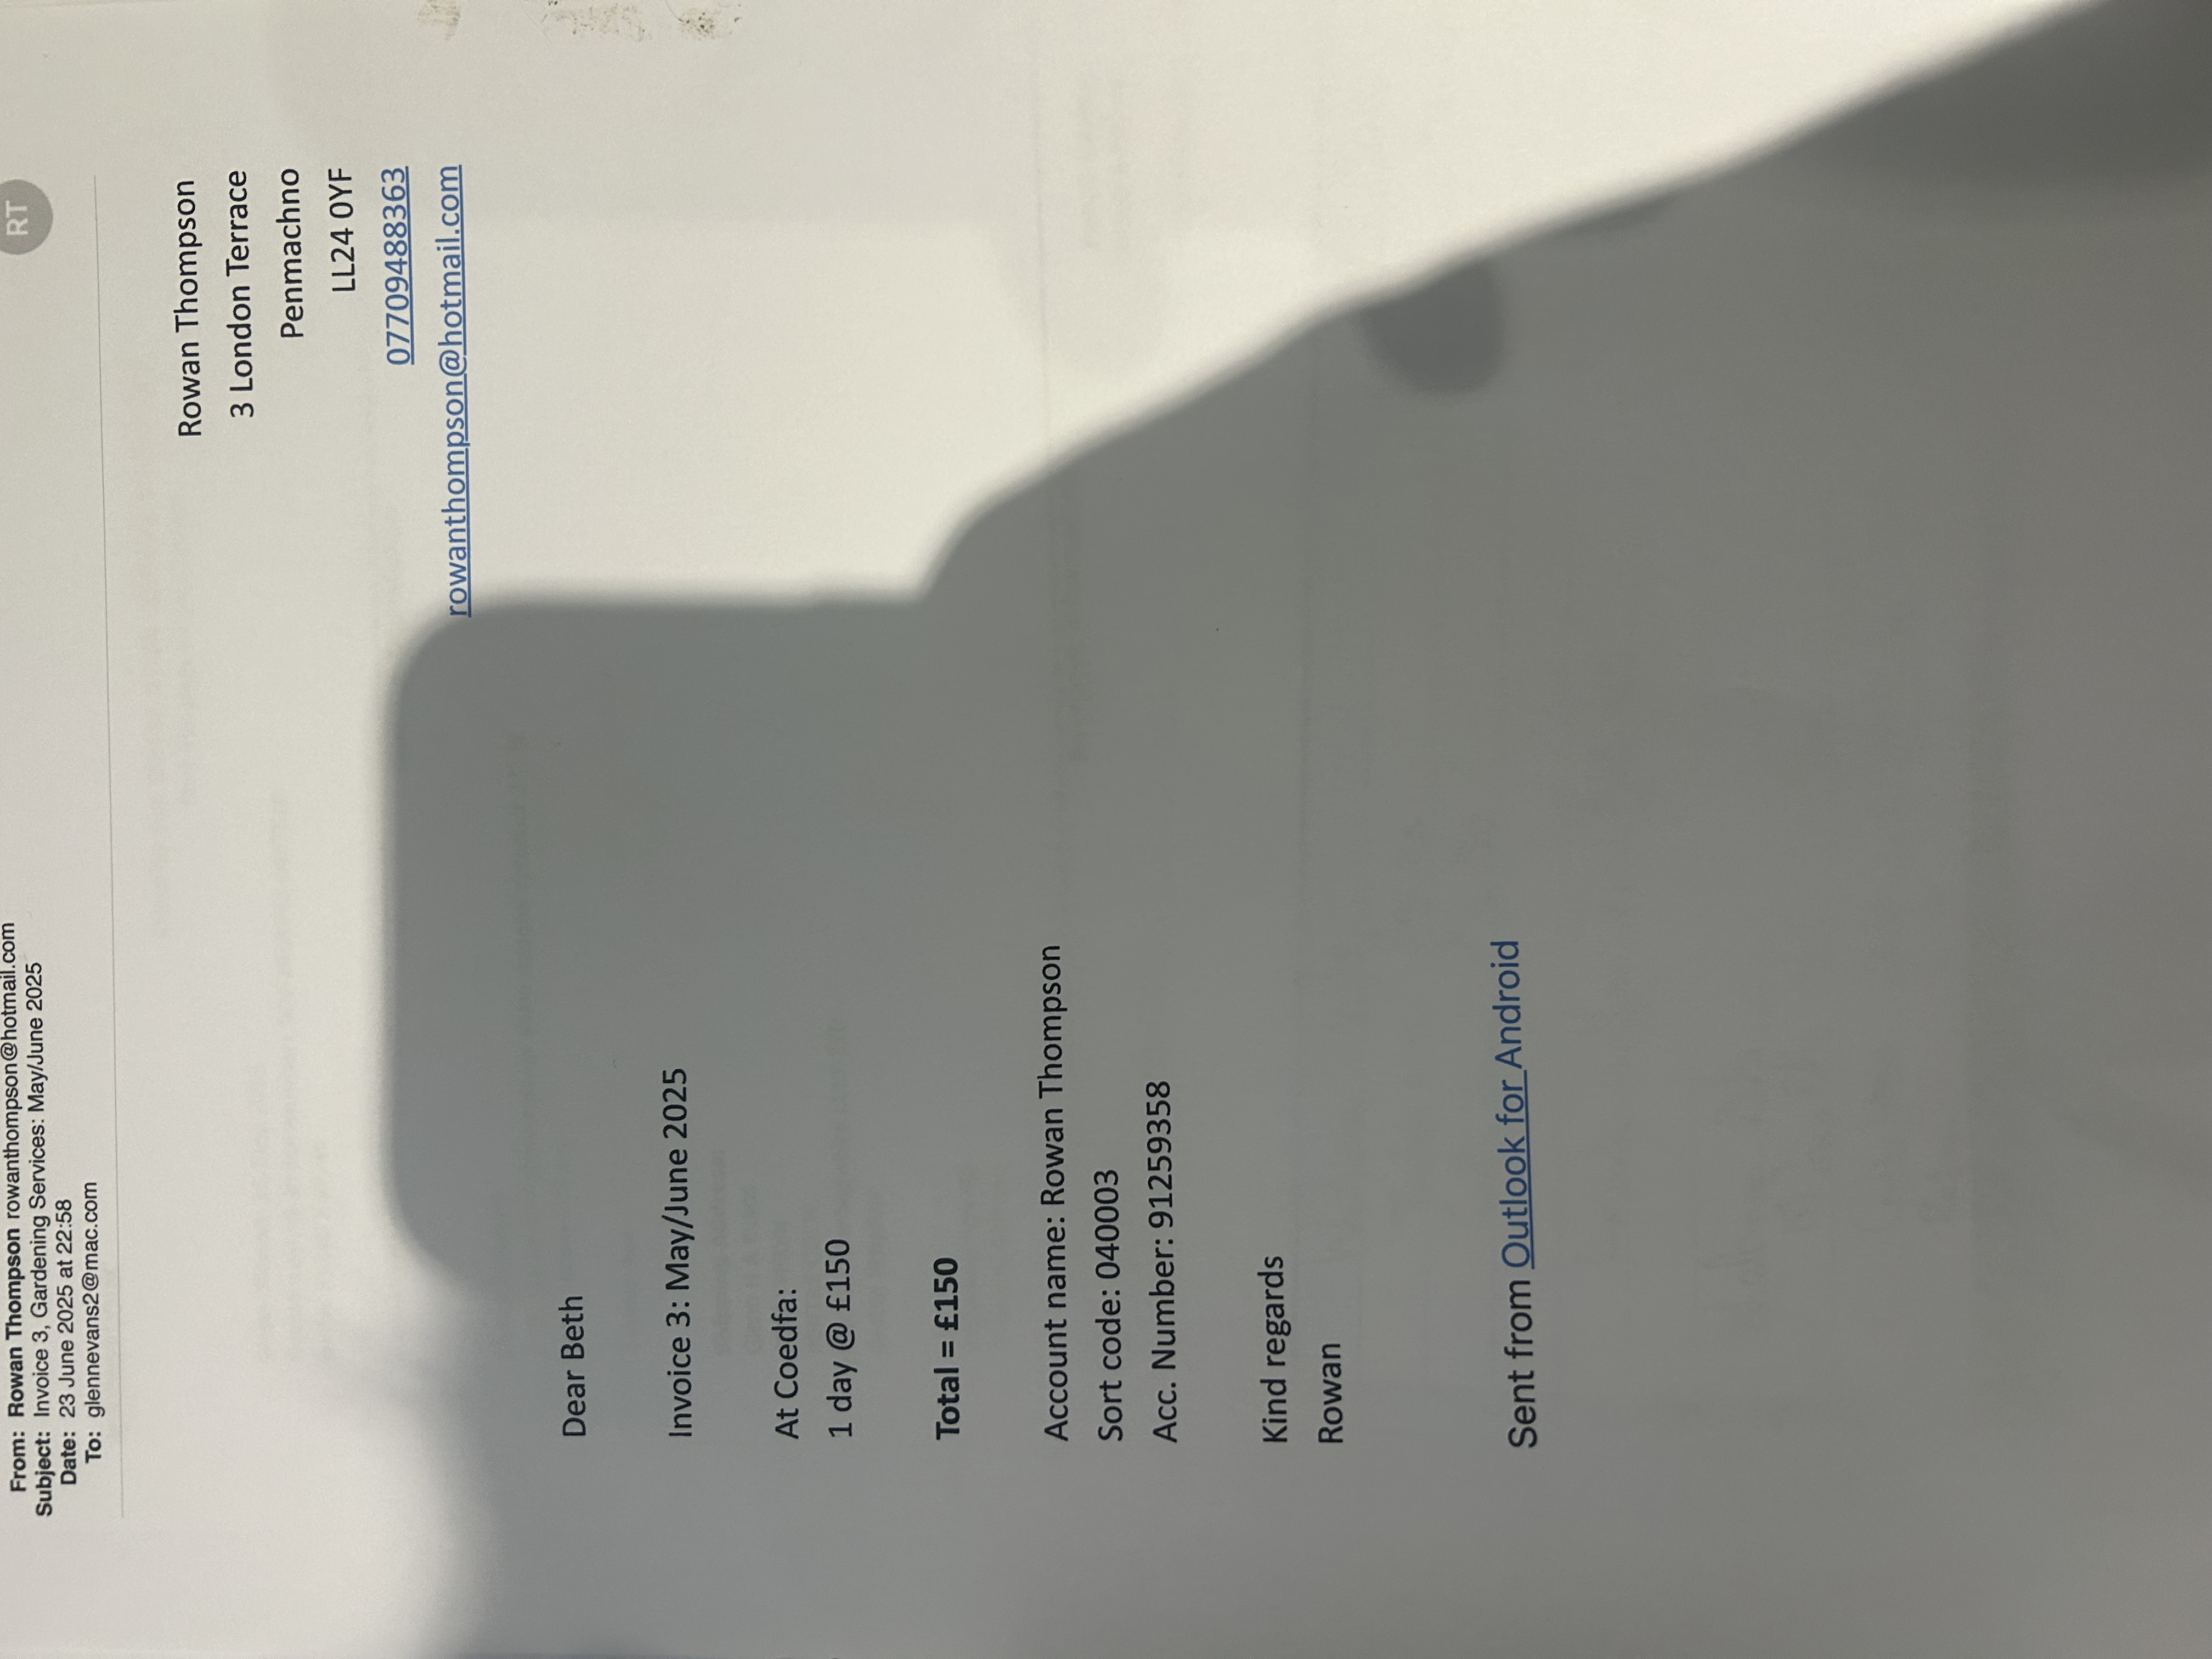 From: Rowan Thompson rowanthompson@hotmail.com
Subject: Invoice 3, Gardening Services: May/June 2025
Date: 23 June 2025 at 22:58
To: glennevans2@mac.com
RT
Rowan Thompson
3 London Terrace
Penmachno
LL24 0YF
07709488363
rowanthompson@hotmail.com
Dear Beth
Invoice 3: May/June 2025
At Coedfa:
1 day @ £150
Total = £150
Account name: Rowan Thompson
Sort code: 040003
Acc. Number: 91259358
Kind regards
Rowan
Sent from Outlook for Android